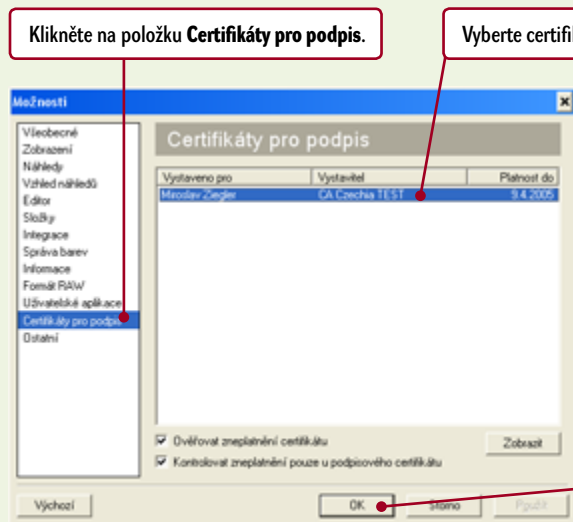 Klikněte na položku Certifikáty pro podpis.
Vyberte certifi
Možnosti
Všeobecné
Zobrazení
Náhledy
Vzhled náhledů
Editor
Složky
Integrace
Správa barev
Informace
Formát RAW
Uživatelské aplikace
Certifikáty pro podpis
Ostatní
Certifikáty pro podpis
Vystaveno pro Vystavitel Platnost do
Miroslav Ziegler CA Czechia TEST 9.4.2005
Ověřovat zneplatnění certifikátu
Kontrolovat zneplatnění pouze u podpisového certifikátu
Zobrazit
Výchozí OK Storno Použít